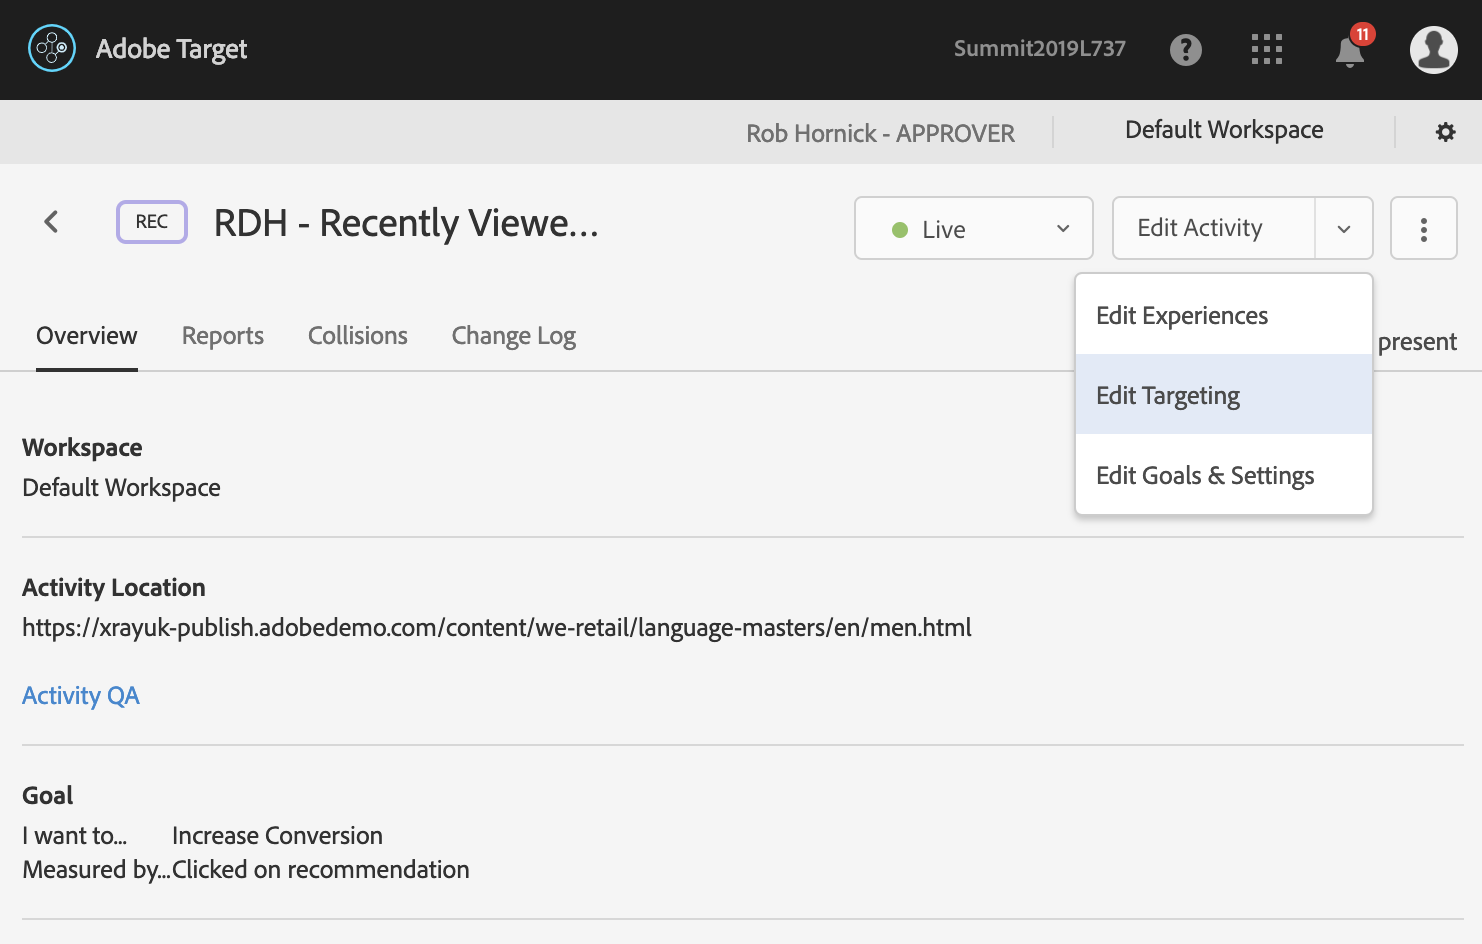 Adobe Target
Summit2019L737
11
Rob Hornick - APPROVER
Default Workspace
REC
RDH - Recently Viewe...
Live
Edit Activity
Edit Experiences
Edit Targeting
Edit Goals & Settings
Overview
Reports
Collisions
Change Log
present
Workspace
Default Workspace
Activity Location
https://xrayuk-publish.adobedemo.com/content/we-retail/language-masters/en/men.html
Activity QA
Goal
I want to... Increase Conversion
Measured by... Clicked on recommendation